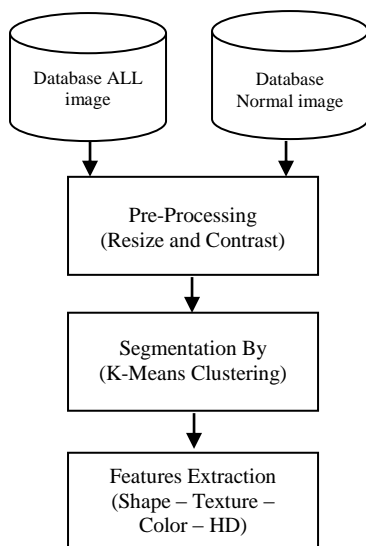 Database ALL
image
Database
Normal image
Pre-Processing
(Resize and Contrast)
Segmentation By
(K-Means Clustering)
Features Extraction
(Shape – Texture –
Color – HD)